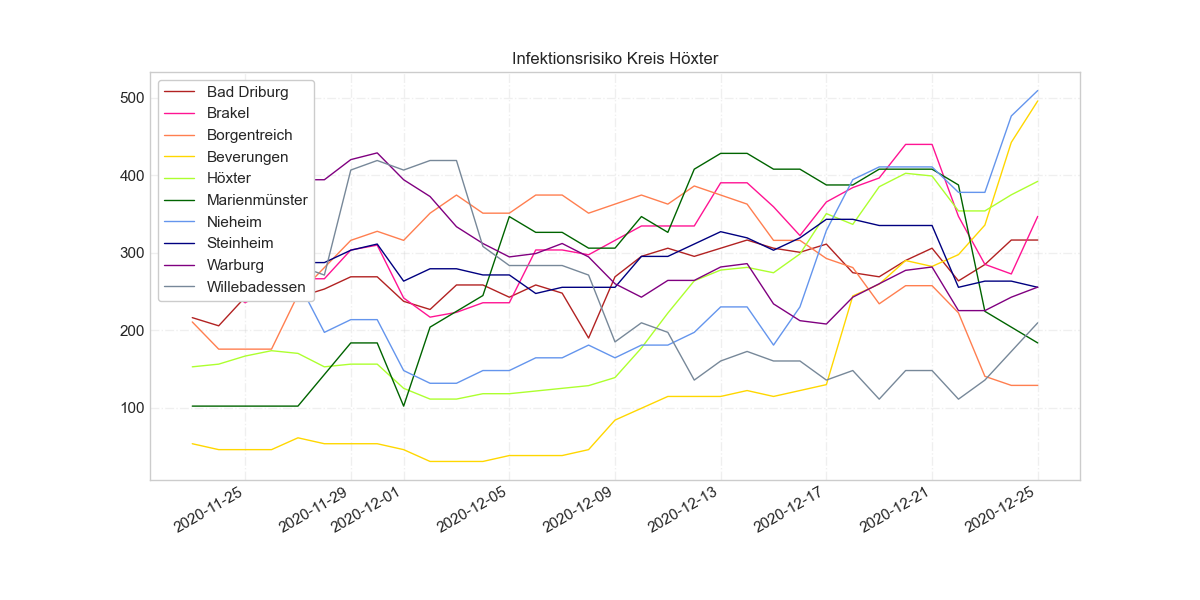 Infektionsrisiko Kreis Höxter
500
400
300
200
100
Bad Driburg
Brakel
Borgentreich
Beverungen
Höxter
Marienmünster
Nieheim
Steinheim
Warburg
Willebadessen
2020-11-25
2020-11-29
2020-12-01
2020-12-05
2020-12-09
2020-12-13
2020-12-17
2020-12-21
2020-12-25